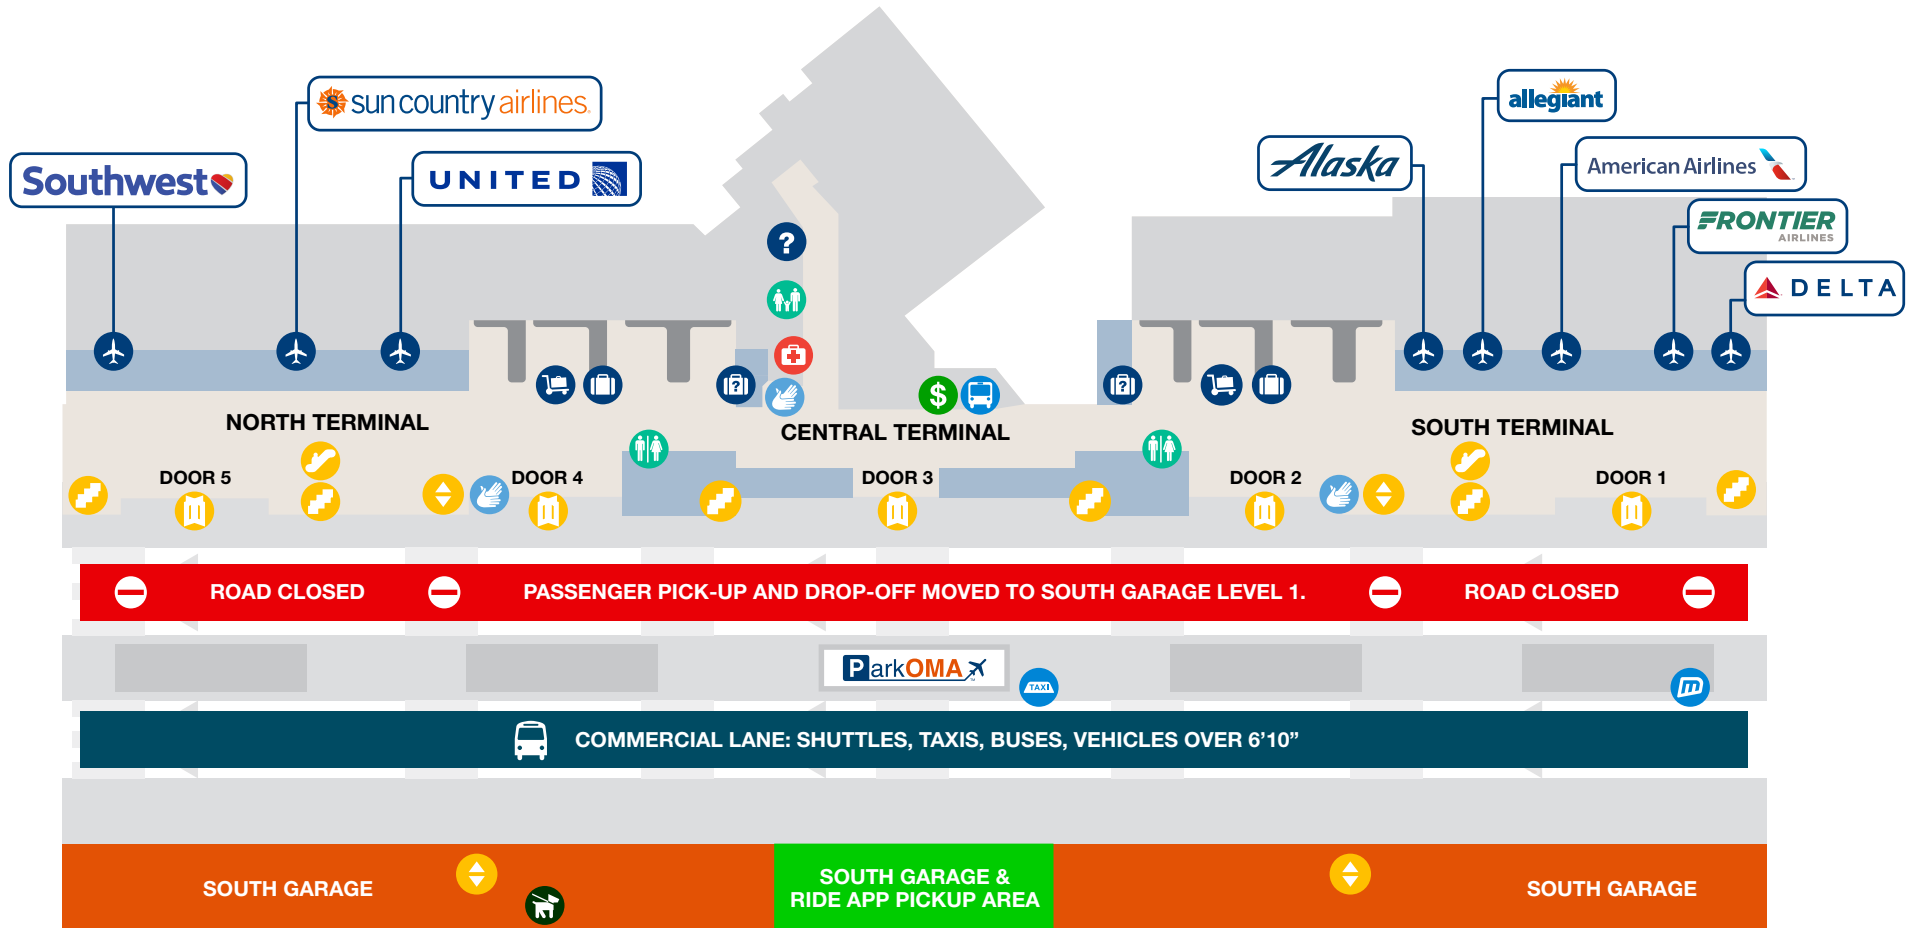 sun country airlines
Southwest
UNITED
allegiant
Alaska
American Airlines
FRONTIER
AIRLINES
DELTA
?
?
$
?
NORTH TERMINAL
CENTRAL TERMINAL
SOUTH TERMINAL
DOOR 5
DOOR 4
DOOR 3
DOOR 2
DOOR 1
ROAD CLOSED
PASSENGER PICK-UP AND DROP-OFF MOVED TO SOUTH GARAGE LEVEL 1.
ROAD CLOSED
ParkOMA
TAXI
m
COMMERCIAL LANE: SHUTTLES, TAXIS, BUSES, VEHICLES OVER 6’10”
SOUTH GARAGE
SOUTH GARAGE &
RIDE APP PICKUP AREA
SOUTH GARAGE